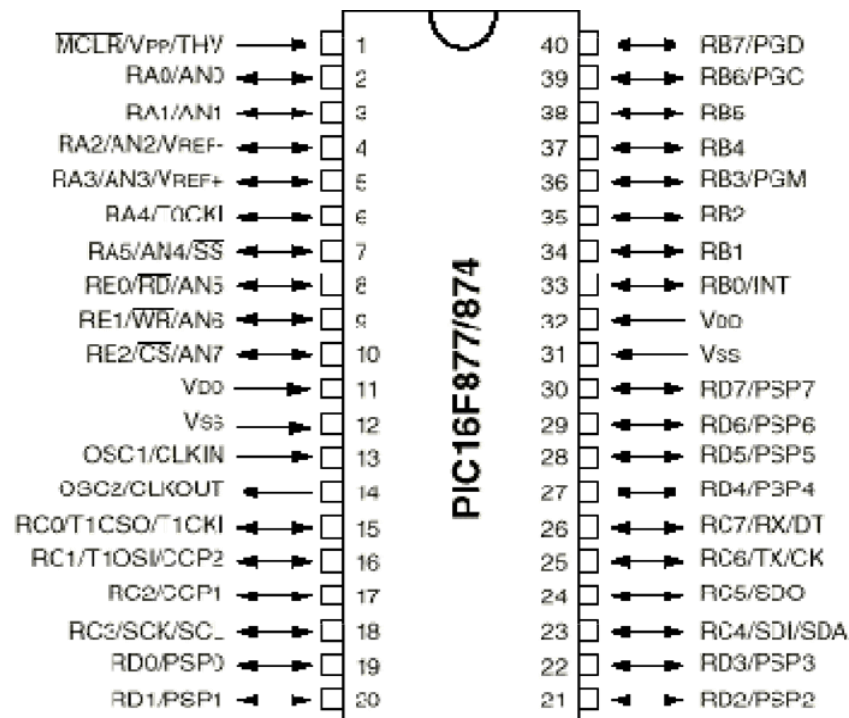 MCLR/VPP/THV 1 40 RB7/PGD
RA0/AN0 2 39 RB6/PGC
RA1/AN1 3 38 RB5
RA2/AN2/VREF- 4 37 RB4
RA3/AN3/VREF+ 5 36 RB3/PGM
RA4/T0CKI 6 35 RB2
RA5/AN4/SS 7 34 RB1
RE0/RD/AN5 8 33 RB0/INT
RE1/WR/AN6 9 32 VDD
RE2/CS/AN7 10 31 VSS
VDD 11 30 RD7/PSP7
VSS 12 29 RD6/PSP6
OSC1/CLKIN 13 28 RD5/PSP5
OSC2/CLKOUT 14 27 RD4/PSP4
RC0/T1OSO/T1CKI 15 26 RC7/RX/DT
RC1/T1OSI/CCP2 16 25 RC6/TX/CK
RC2/CCP1 17 24 RC5/SDO
RC3/SCK/SCL 18 23 RC4/SDI/SDA
RD0/PSP0 19 22 RD3/PSP3
RD1/PSP1 20 21 RD2/PSP2
PIC16F877/874